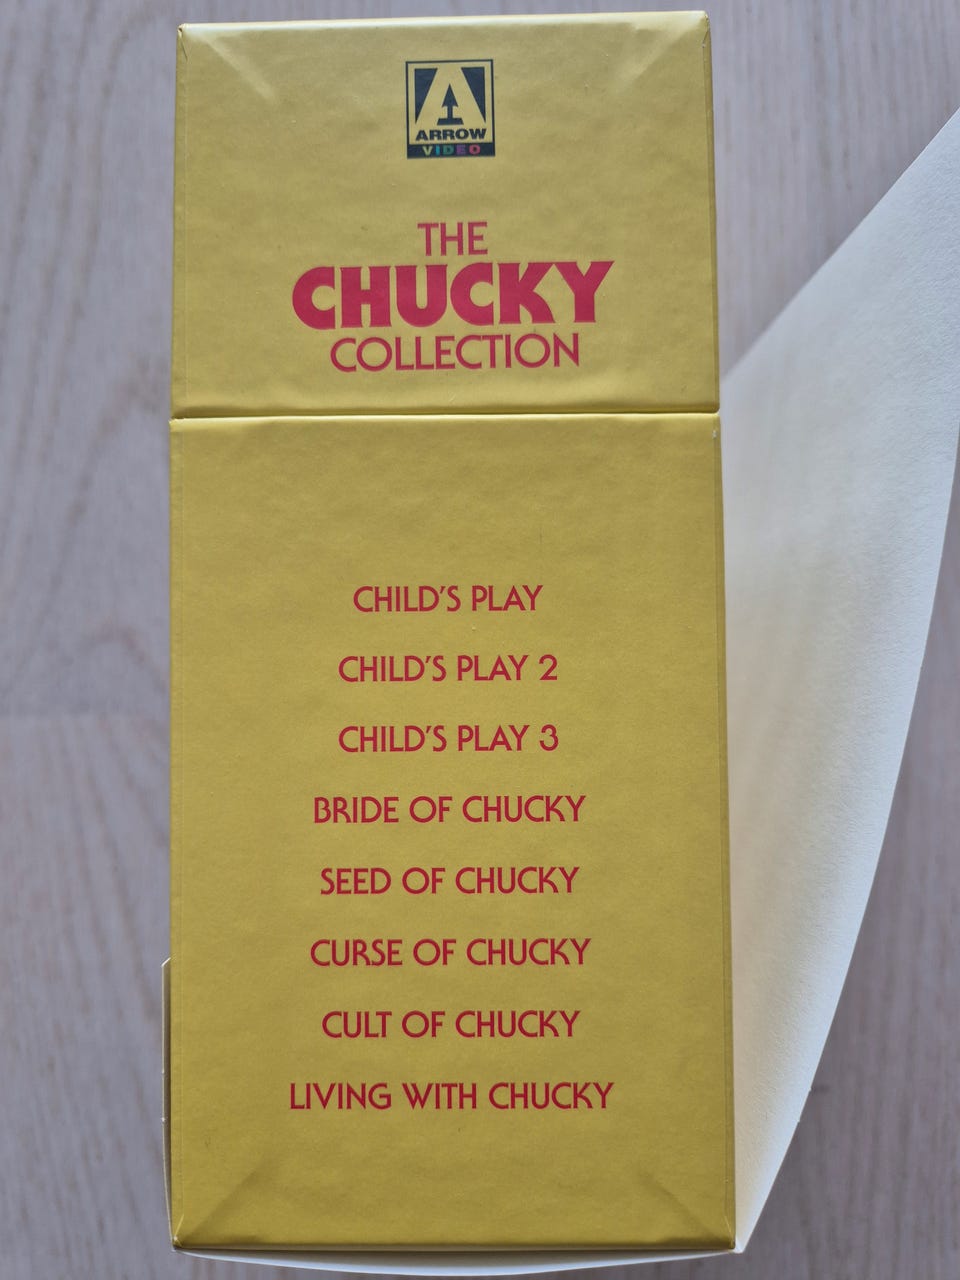 ARROW
VIDEO
THE
CHUCKY
COLLECTION
CHILD'S PLAY
CHILD'S PLAY 2
CHILD'S PLAY 3
BRIDE OF CHUCKY
SEED OF CHUCKY
CURSE OF CHUCKY
CULT OF CHUCKY
LIVING WITH CHUCKY